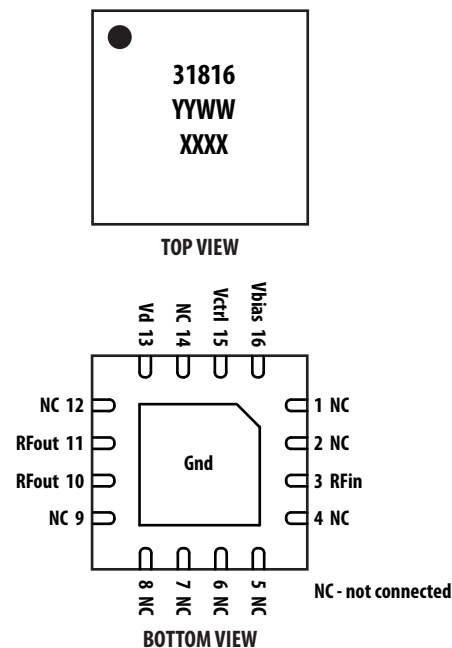 31816
YYWW
XXXX
TOP VIEW
Vd 13
NC 14
Vctrl 15
Vbias 16
NC 12
RFout 11
RFout 10
NC 9
Gnd
1 NC
2 NC
3 RFin
4 NC
8 NC
7 NC
6 NC
5 NC
NC - not connected
BOTTOM VIEW